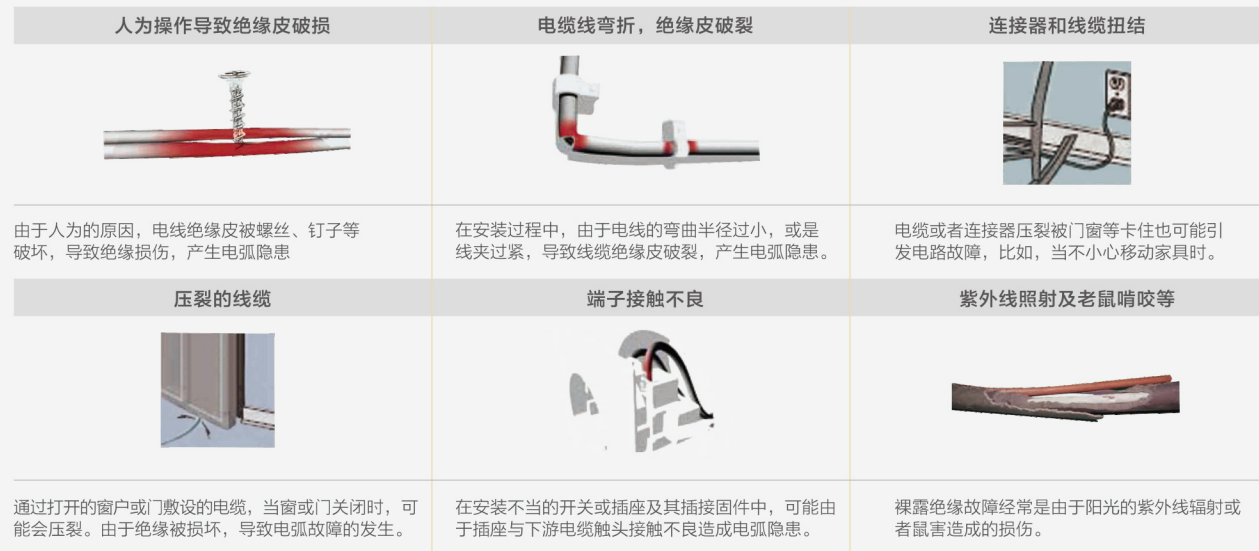 人为操作导致绝缘皮破损
电缆线弯折，绝缘皮破裂
连接器和线缆扭结
由于人为的原因，电线绝缘皮被螺丝、钉子等
破坏，导致绝缘损伤，产生电弧隐患
在安装过程中，由于电线的弯曲半径过小，或是
线夹过紧，导致线缆绝缘皮破裂，产生电弧隐患。
电缆或者连接器压裂被门窗等卡住也可能引
发电路故障，比如，当不小心移动家具时。
压裂的线缆
端子接触不良
紫外线照射及老鼠啃咬等
通过打开的窗户或门敷设的电缆，当窗或门关闭时，可
能会压裂。由于绝缘被损坏，导致电弧故障的发生。
在安装不当的开关或插座及其插接固件中，可能由
于插座与下游电缆触头接触不良造成电弧隐患。
裸露绝缘故障经常是由于阳光的紫外线辐射或
者鼠害造成的损伤。